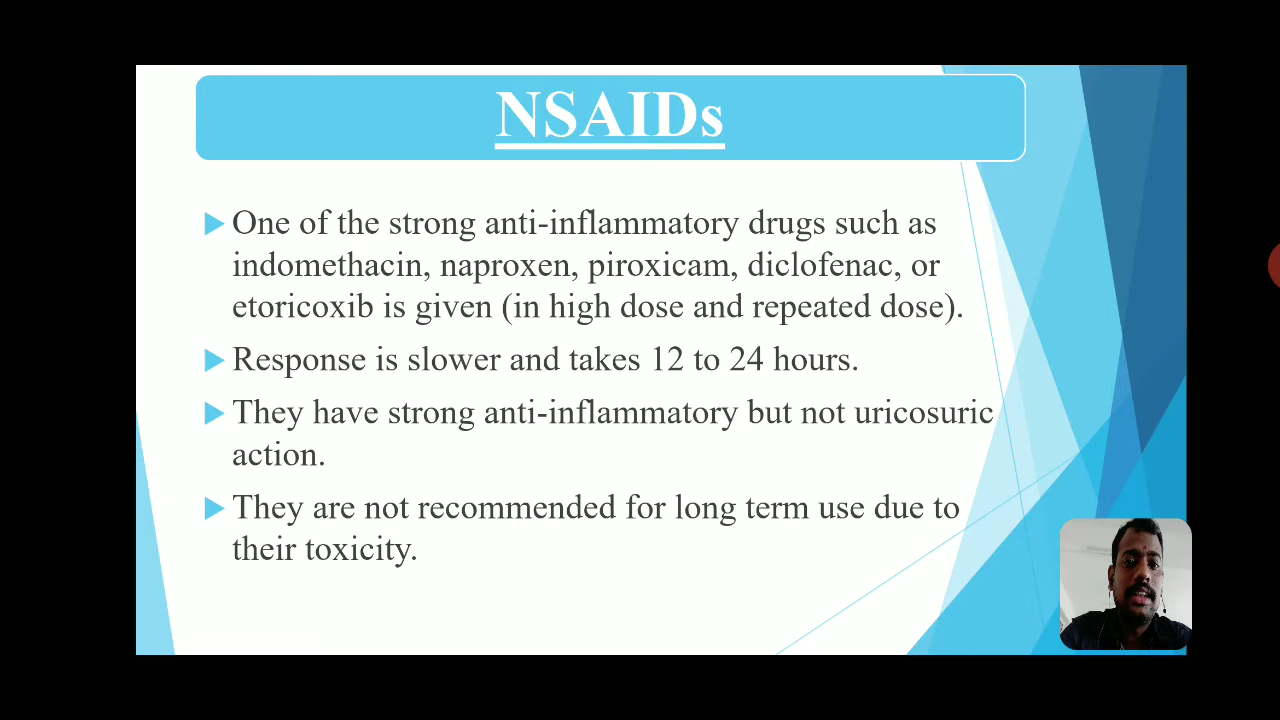 NSAIDs
One of the strong anti-inflammatory drugs such as
indomethacin, naproxen, piroxicam, diclofenac, or
etoricoxib is given (in high dose and repeated dose).
Response is slower and takes 12 to 24 hours.
They have strong anti-inflammatory but not uricosuric
action.
They are not recommended for long term use due to
their toxicity.